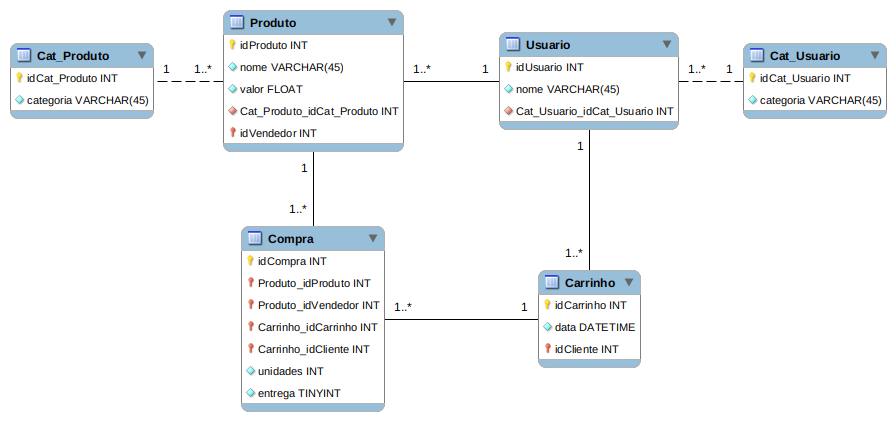 Cat_Produto
idCat_Produto INT
categoria VARCHAR(45)
1
1..*
Produto
idProduto INT
nome VARCHAR(45)
valor FLOAT
Cat_Produto_idCat_Produto INT
idVendedor INT
1..*
1
Usuario
idUsuario INT
nome VARCHAR(45)
Cat_Usuario_idCat_Usuario INT
1..*
1
Cat_Usuario
idCat_Usuario INT
categoria VARCHAR(45)
1
1..*
1
1..*
Compra
idCompra INT
Produto_idProduto INT
Produto_idVendedor INT
Carrinho_idCarrinho INT
Carrinho_idCliente INT
unidades INT
entrega TINYINT
1..*
1
Carrinho
idCarrinho INT
data DATETIME
idCliente INT